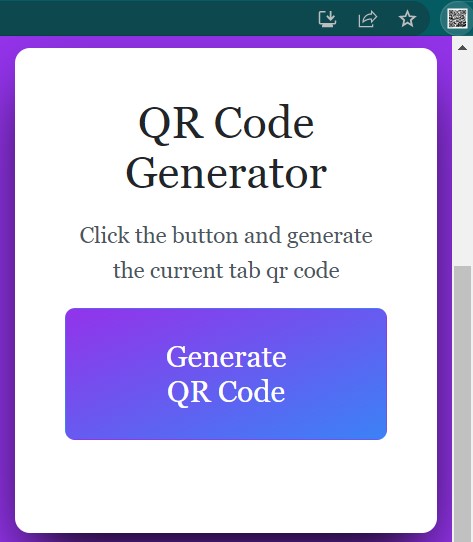 QR Code
Generator
Click the button and generate
the current tab qr code
Generate
QR Code